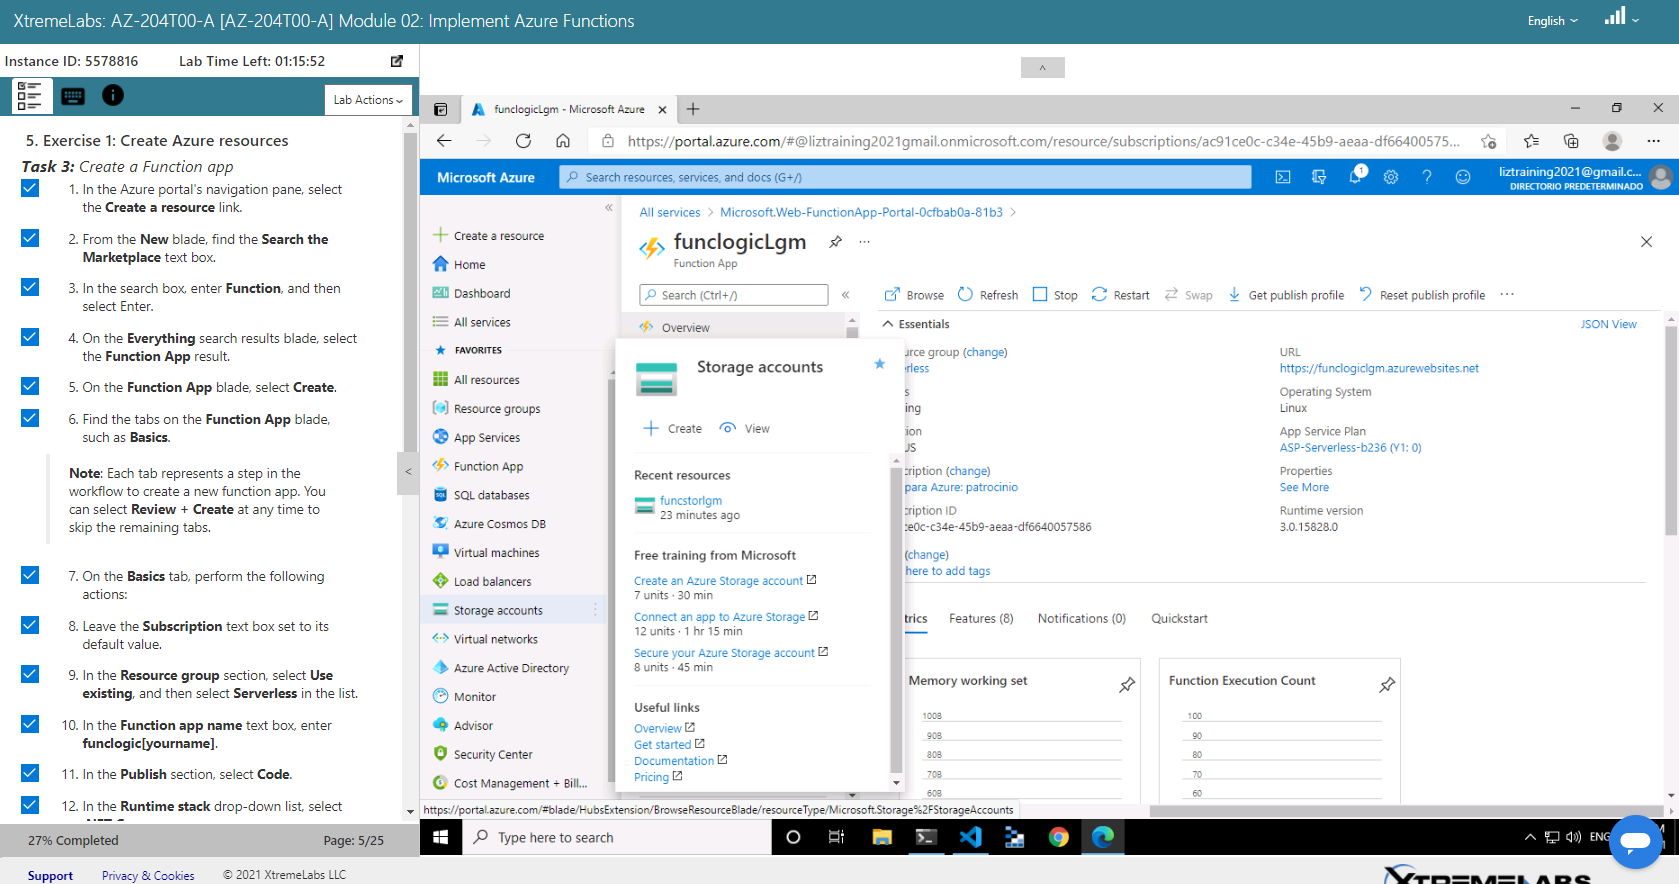 XtremeLabs: AZ-204T00-A [AZ-204T00-A] Module 02: Implement Azure Functions
English
Instance ID: 5578816
Lab Time Left: 01:15:52
Lab Actions
5. Exercise 1: Create Azure resources
Task 3: Create a Function app
1. In the Azure portal's navigation pane, select
the Create a resource link.
2. From the New blade, find the Search the
Marketplace text box.
3. In the search box, enter Function, and then
select Enter.
4. On the Everything search results blade, select
the Function App result.
5. On the Function App blade, select Create.
6. Find the tabs on the Function App blade,
such as Basics.
Note: Each tab represents a step in the
workflow to create a new function app. You
can select Review + Create at any time to
skip the remaining tabs.
7. On the Basics tab, perform the following
actions:
8. Leave the Subscription text box set to its
default value.
9. In the Resource group section, select Use
existing, and then select Serverless in the list.
10. In the Function app name text box, enter
funclogic[yourname].
11. In the Publish section, select Code.
12. In the Runtime stack drop-down list, select
27% Completed
Page: 5/25
Support
Privacy & Cookies
© 2021 XtremeLabs LLC
funclogicLgm - Microsoft Azure
https://portal.azure.com/#@liztraining2021gmail.onmicrosoft.com/resource/subscriptions/ac91ce0c-c34e-45b9-aeaa-df66400575...
Microsoft Azure
Search resources, services, and docs (G+/)
1
liztraining2021@gmail.c...
DIRECTORIO PREDETERMINADO
Create a resource
Home
Dashboard
All services
FAVORITES
All resources
Resource groups
App Services
Function App
SQL databases
Azure Cosmos DB
Virtual machines
Load balancers
Storage accounts
Virtual networks
Azure Active Directory
Monitor
Advisor
Security Center
Cost Management + Bill...
All services > Microsoft.Web-FunctionApp-Portal-0cfbab0a-81b3 >
funclogicLgm
Function App
Search (Ctrl+/)
Overview
Browse
Refresh
Stop
Restart
Swap
Get publish profile
Reset publish profile
Essentials
JSON View
urce group (change)
erless
s
ing
ion
US
cription (change)
para Azure: patrocinio
cription ID
ce0c-c34e-45b9-aeaa-df6640057586
(change)
here to add tags
URL
https://funclogiclgm.azurewebsites.net
Operating System
Linux
App Service Plan
ASP-Serverless-b236 (Y1: 0)
Properties
See More
Runtime version
3.0.15828.0
trics
Features (8)
Notifications (0)
Quickstart
Memory working set
100B
90B
80B
70B
60B
Function Execution Count
100
90
80
70
60
Storage accounts
Create
View
Recent resources
funcstorlgm
23 minutes ago
Free training from Microsoft
Create an Azure Storage account
7 units · 30 min
Connect an app to Azure Storage
12 units · 1 hr 15 min
Secure your Azure Storage account
8 units · 45 min
Useful links
Overview
Get started
Documentation
Pricing
https://portal.azure.com/#blade/HubsExtension/BrowseResourceBlade/resourceType/Microsoft.Storage%2FStorageAccounts
Type here to search
ENG
XTREMELABS